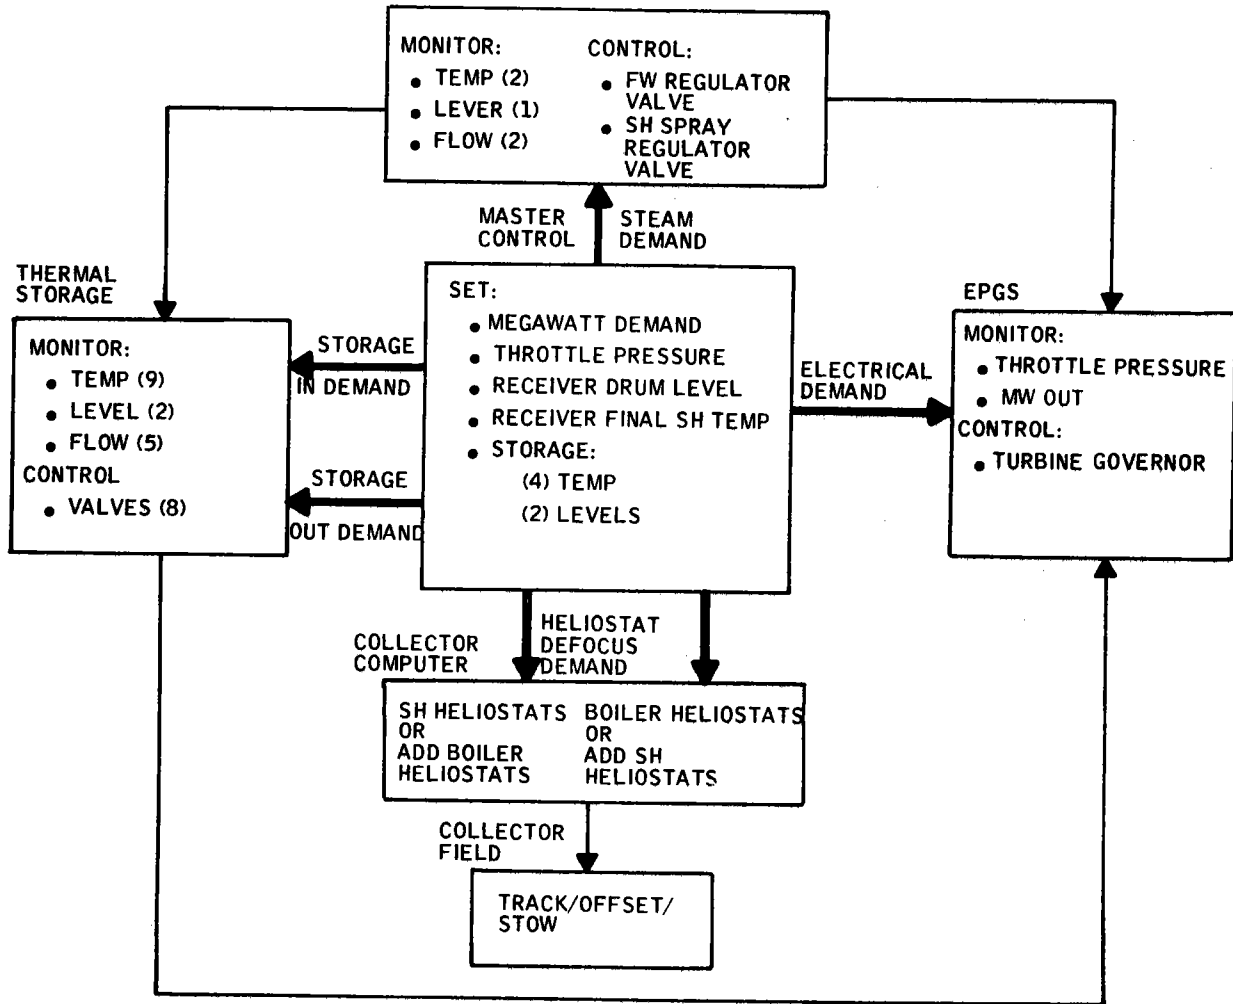 MONITOR:
• TEMP (2)
• LEVER (1)
• FLOW (2)
CONTROL:
• FW REGULATOR
VALVE
• SH SPRAY
REGULATOR
VALVE
MASTER
CONTROL
STEAM
DEMAND
THERMAL
STORAGE
MONITOR:
• TEMP (9)
• LEVEL (2)
• FLOW (5)
CONTROL
• VALVES (8)
STORAGE
IN DEMAND
STORAGE
OUT DEMAND
SET:
• MEGAWATT DEMAND
• THROTTLE PRESSURE
• RECEIVER DRUM LEVEL
• RECEIVER FINAL SH TEMP
• STORAGE:
(4) TEMP
(2) LEVELS
ELECTRICAL
DEMAND
EPGS
MONITOR:
• THROTTLE PRESSURE
• MW OUT
CONTROL:
• TURBINE GOVERNOR
COLLECTOR
COMPUTER
HELIOSTAT
DEFOCUS
DEMAND
SH HELIOSTATS
OR
ADD BOILER
HELIOSTATS
BOILER HELIOSTATS
OR
ADD SH
HELIOSTATS
COLLECTOR
FIELD
TRACK/OFFSET/
STOW